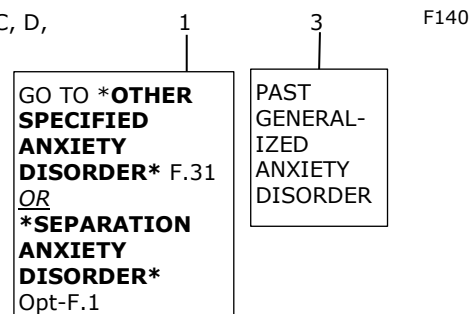 C, D, 1 3 F140
GO TO *OTHER
SPECIFIED
ANXIETY
DISORDER* F.31
OR
*SEPARATION
ANXIETY
DISORDER*
Opt-F.1
PAST
GENERAL-
IZED
ANXIETY
DISORDER